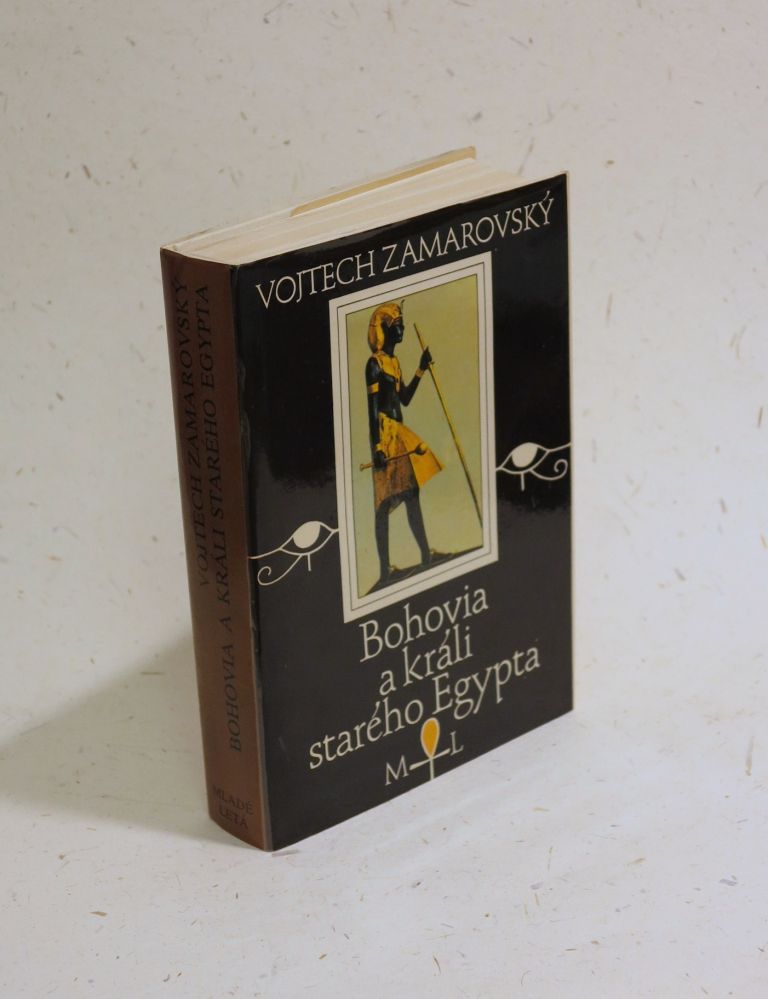 VOJTECH ZAMAROVSKÝ
Bohovia
a králi
starého Egypta
M L
VOJTECH ZAMAROVSKÝ
BOHOVIA A KRÁLI STARÉHO EGYPTA
MLADÉ
LETÁ